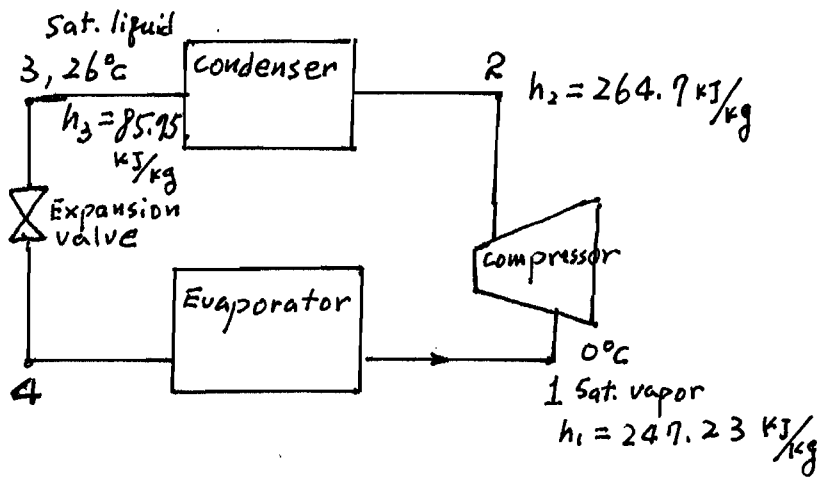 Sat. liquid
3, 26°C
h₃ = 85.75
kJ/kg
Condenser
2
h₂ = 264.7 kJ/kg
Expansion
valve
Compressor
Evaporator
0°C
4
1 Sat. vapor
h₁ = 247.23 kJ/kg